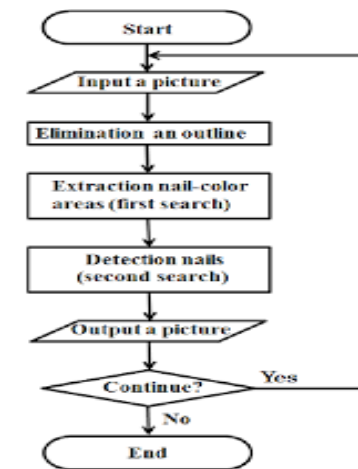 Start
Input a picture
Elimination an outline
Extraction nail-color
areas (first search)
Detection nails
(second search)
Output a picture
Continue?
Yes
No
End